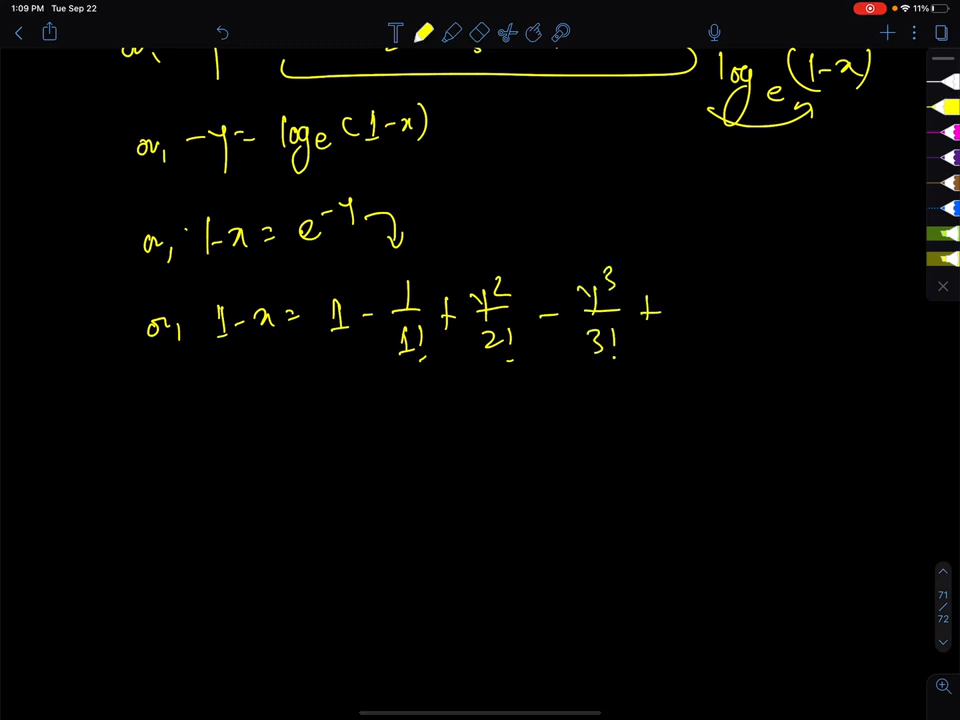 1:09 PM Tue Sep 22
11%
or,
log e (1-x)
or, -y = log e (1-x)
or, 1-x = e^-y
or, 1-x = 1 - 1/1! + y^2/2! - y^3/3! +
71
/
72